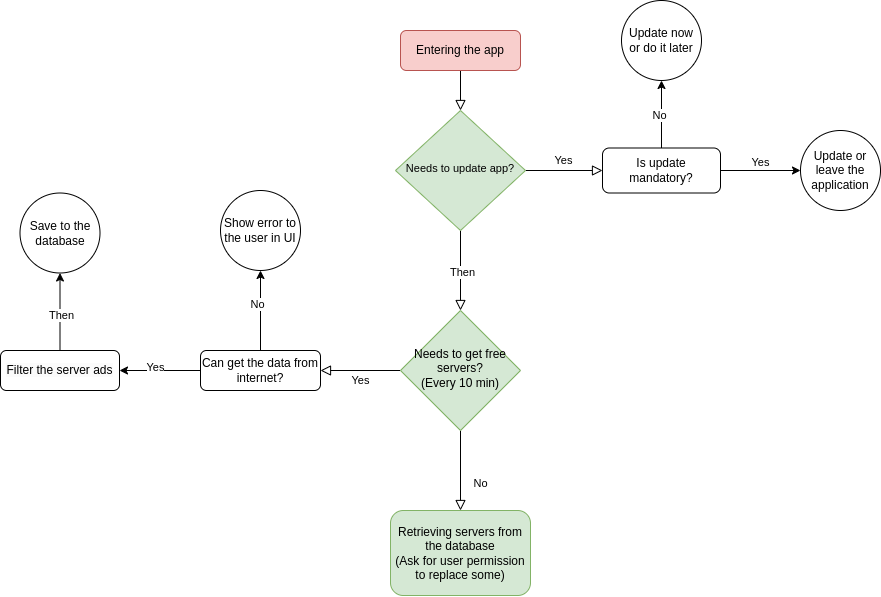 Entering the app
Update now
or do it later
Needs to update app?
Yes
No
Is update
mandatory?
Yes
Update or
leave the
application
Then
Save to the
database
Show error to
the user in UI
Then
No
Needs to get free
servers?
(Every 10 min)
Filter the server ads
Yes
Can get the data from
internet?
Yes
No
Retrieving servers from
the database
(Ask for user permission
to replace some)